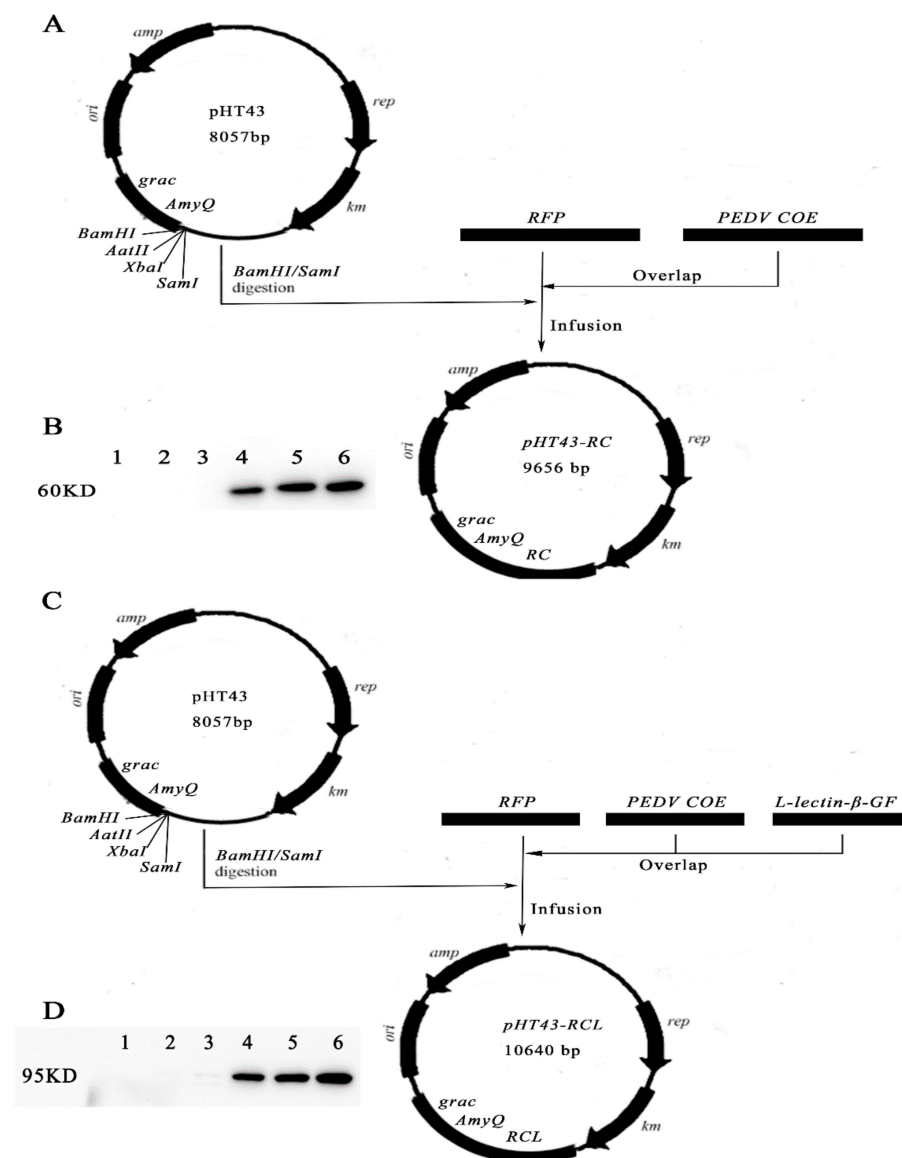 A
amp
ori
pHT43
8057bp
rep
grac
AmyQ
km
BamHI
AatII
XbaI
SamI
BamHI/SamI
digestion
RFP
PEDV COE
Overlap
Infusion
amp
ori
pHT43-RC
9656 bp
rep
grac
AmyQ
RC
km
B
1 2 3 4 5 6
60KD
C
amp
ori
pHT43
8057bp
rep
grac
AmyQ
km
BamHI
AatII
XbaI
SamI
BamHI/SamI
digestion
RFP
PEDV COE
L-lectin-β-GF
Overlap
Infusion
amp
ori
pHT43-RCL
10640 bp
rep
grac
AmyQ
RCL
km
D
1 2 3 4 5 6
95KD